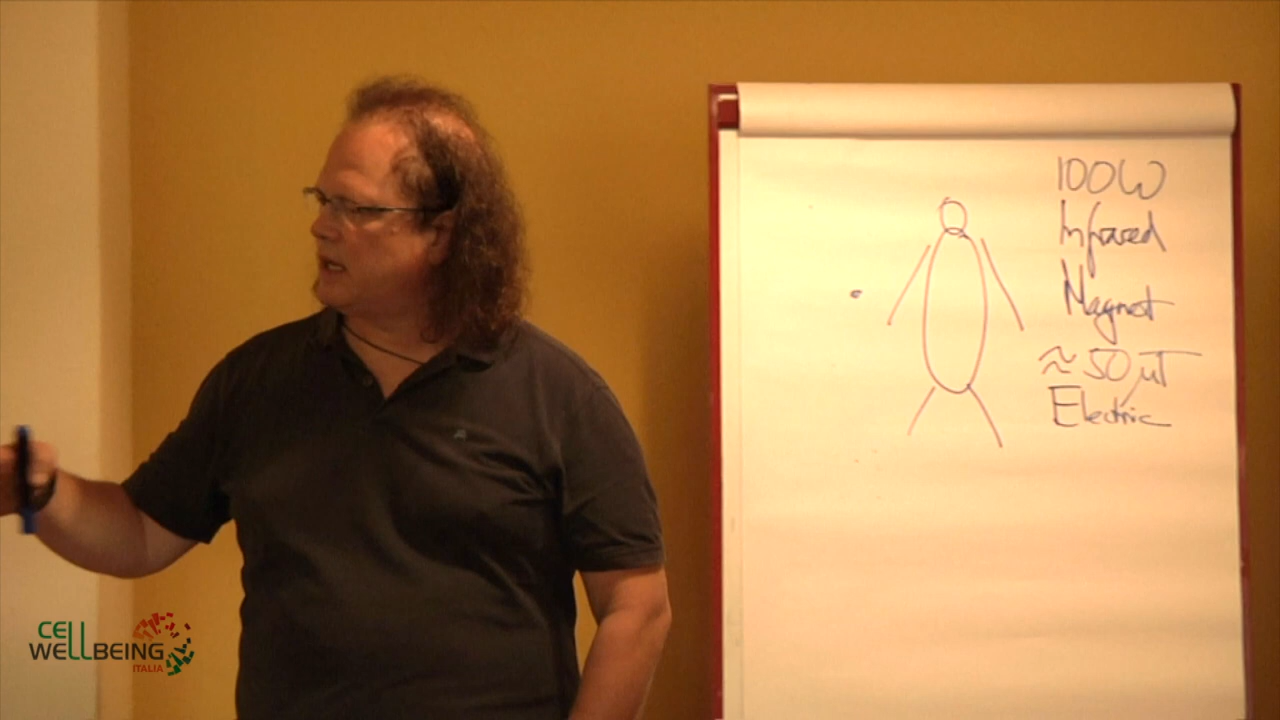 100W
Infrared
Magnet
≈ 50 µT
Electric
CELL
WELLBEING
ITALIA